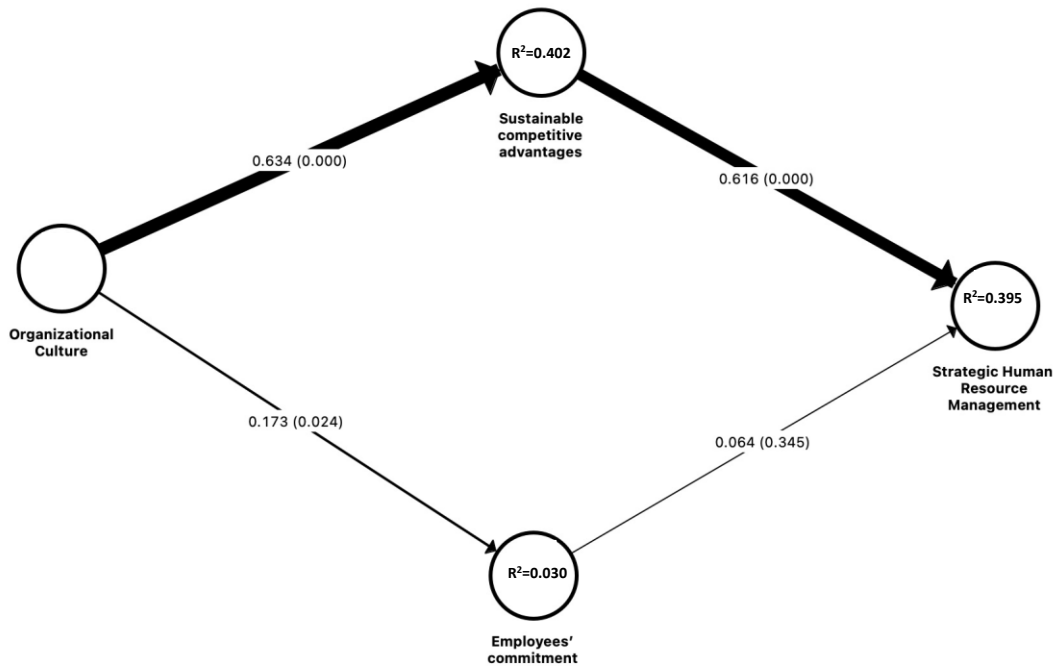 R²=0.402
Sustainable
competitive
advantages
0.634 (0.000)
0.616 (0.000)
Organizational
Culture
R²=0.395
Strategic Human
Resource
Management
0.173 (0.024)
0.064 (0.345)
R²=0.030
Employees’
commitment